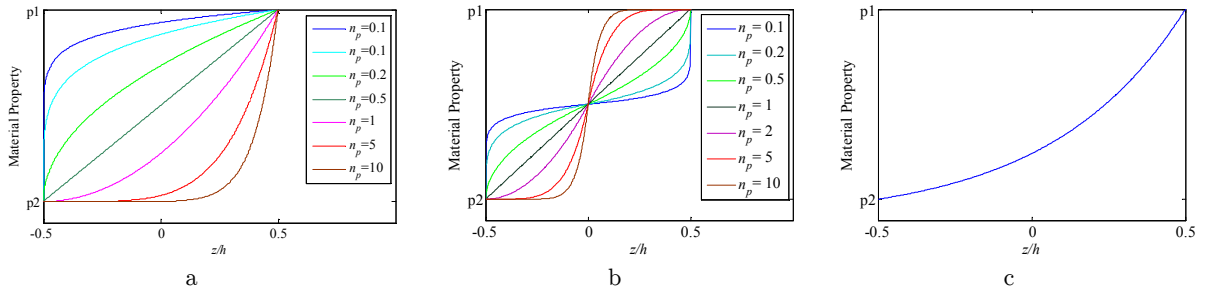 p1
p2
Material Property
-0.5 0 0.5
z/h
n_p=0.1
n_p=0.1
n_p=0.2
n_p=0.5
n_p=1
n_p=5
n_p=10
a
p1
p2
Material Property
-0.5 0 0.5
z/h
n_p= 0.1
n_p= 0.2
n_p= 0.5
n_p= 1
n_p= 2
n_p= 5
n_p= 10
b
p1
p2
Material Property
-0.5 0 0.5
z/h
c